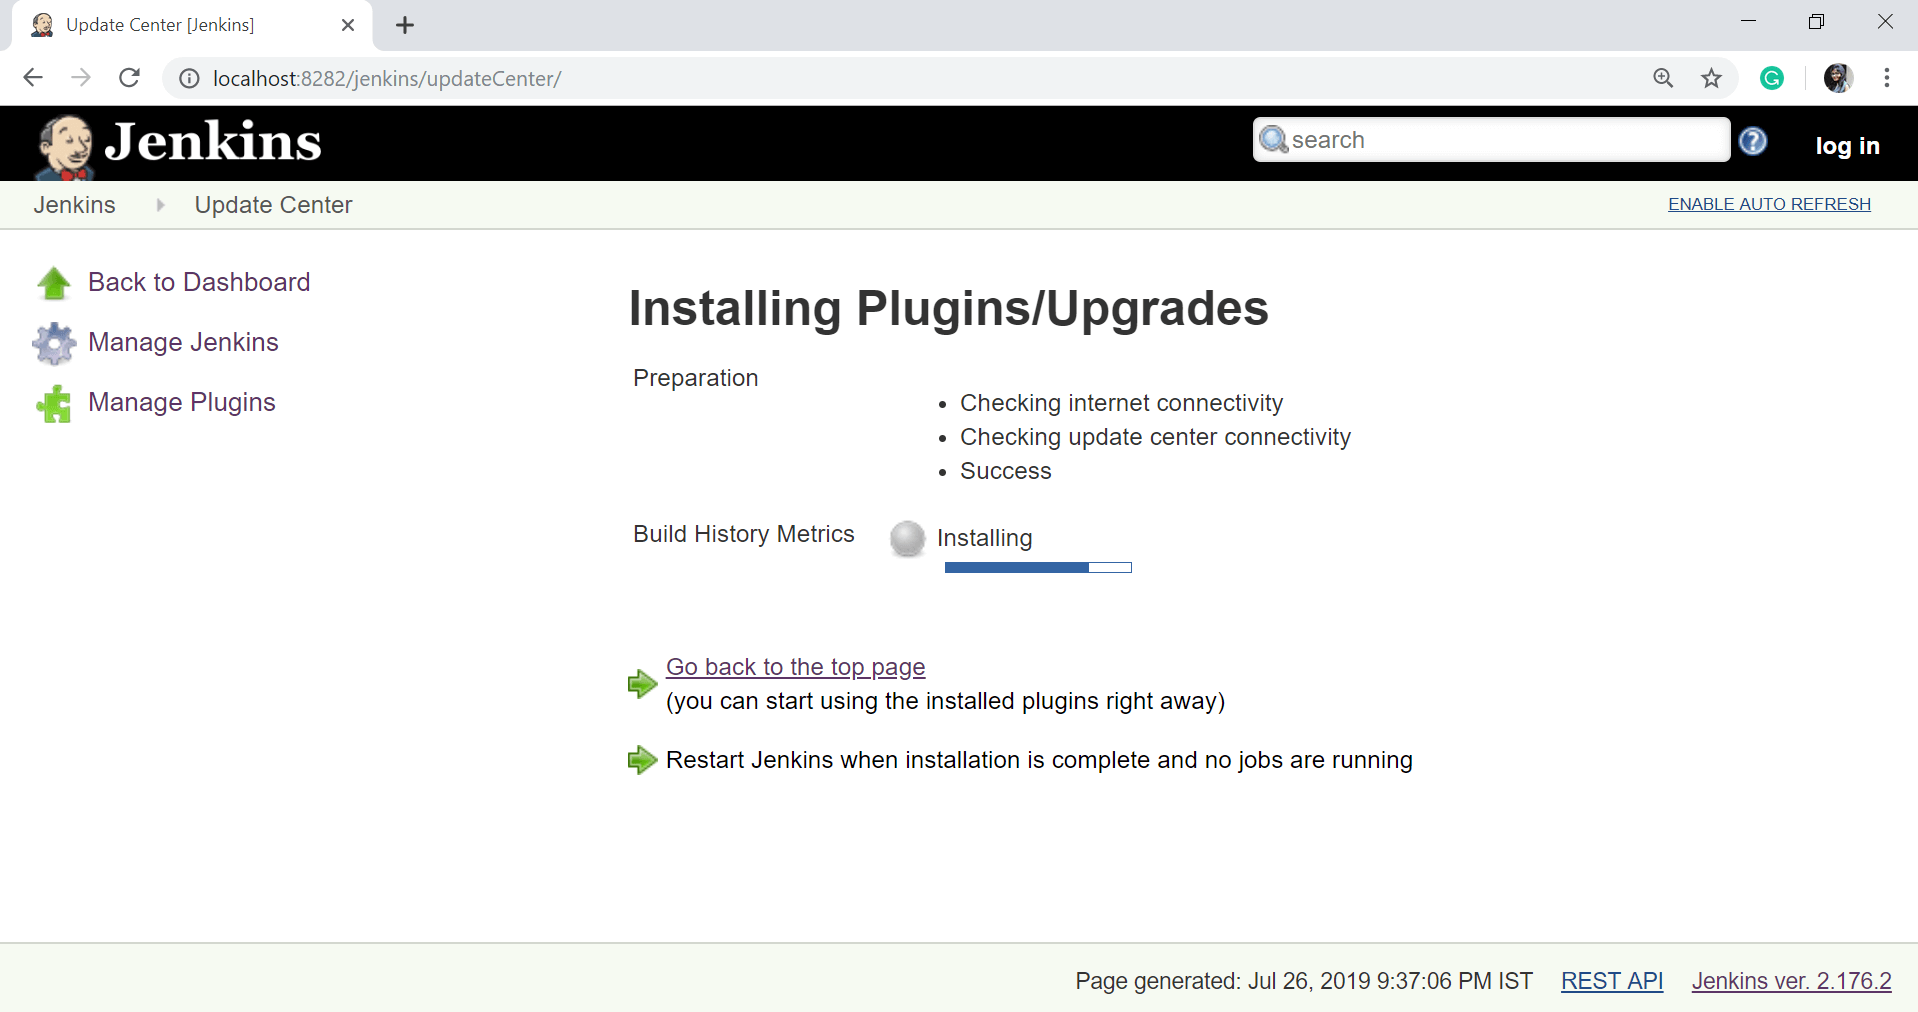 Update Center [Jenkins]
localhost:8282/jenkins/updateCenter/
Jenkins
search
log in
Jenkins
Update Center
ENABLE AUTO REFRESH
Back to Dashboard
Manage Jenkins
Manage Plugins
Installing Plugins/Upgrades
Preparation
Checking internet connectivity
Checking update center connectivity
Success
Build History Metrics
Installing
Go back to the top page
(you can start using the installed plugins right away)
Restart Jenkins when installation is complete and no jobs are running
Page generated: Jul 26, 2019 9:37:06 PM IST
REST API
Jenkins ver. 2.176.2